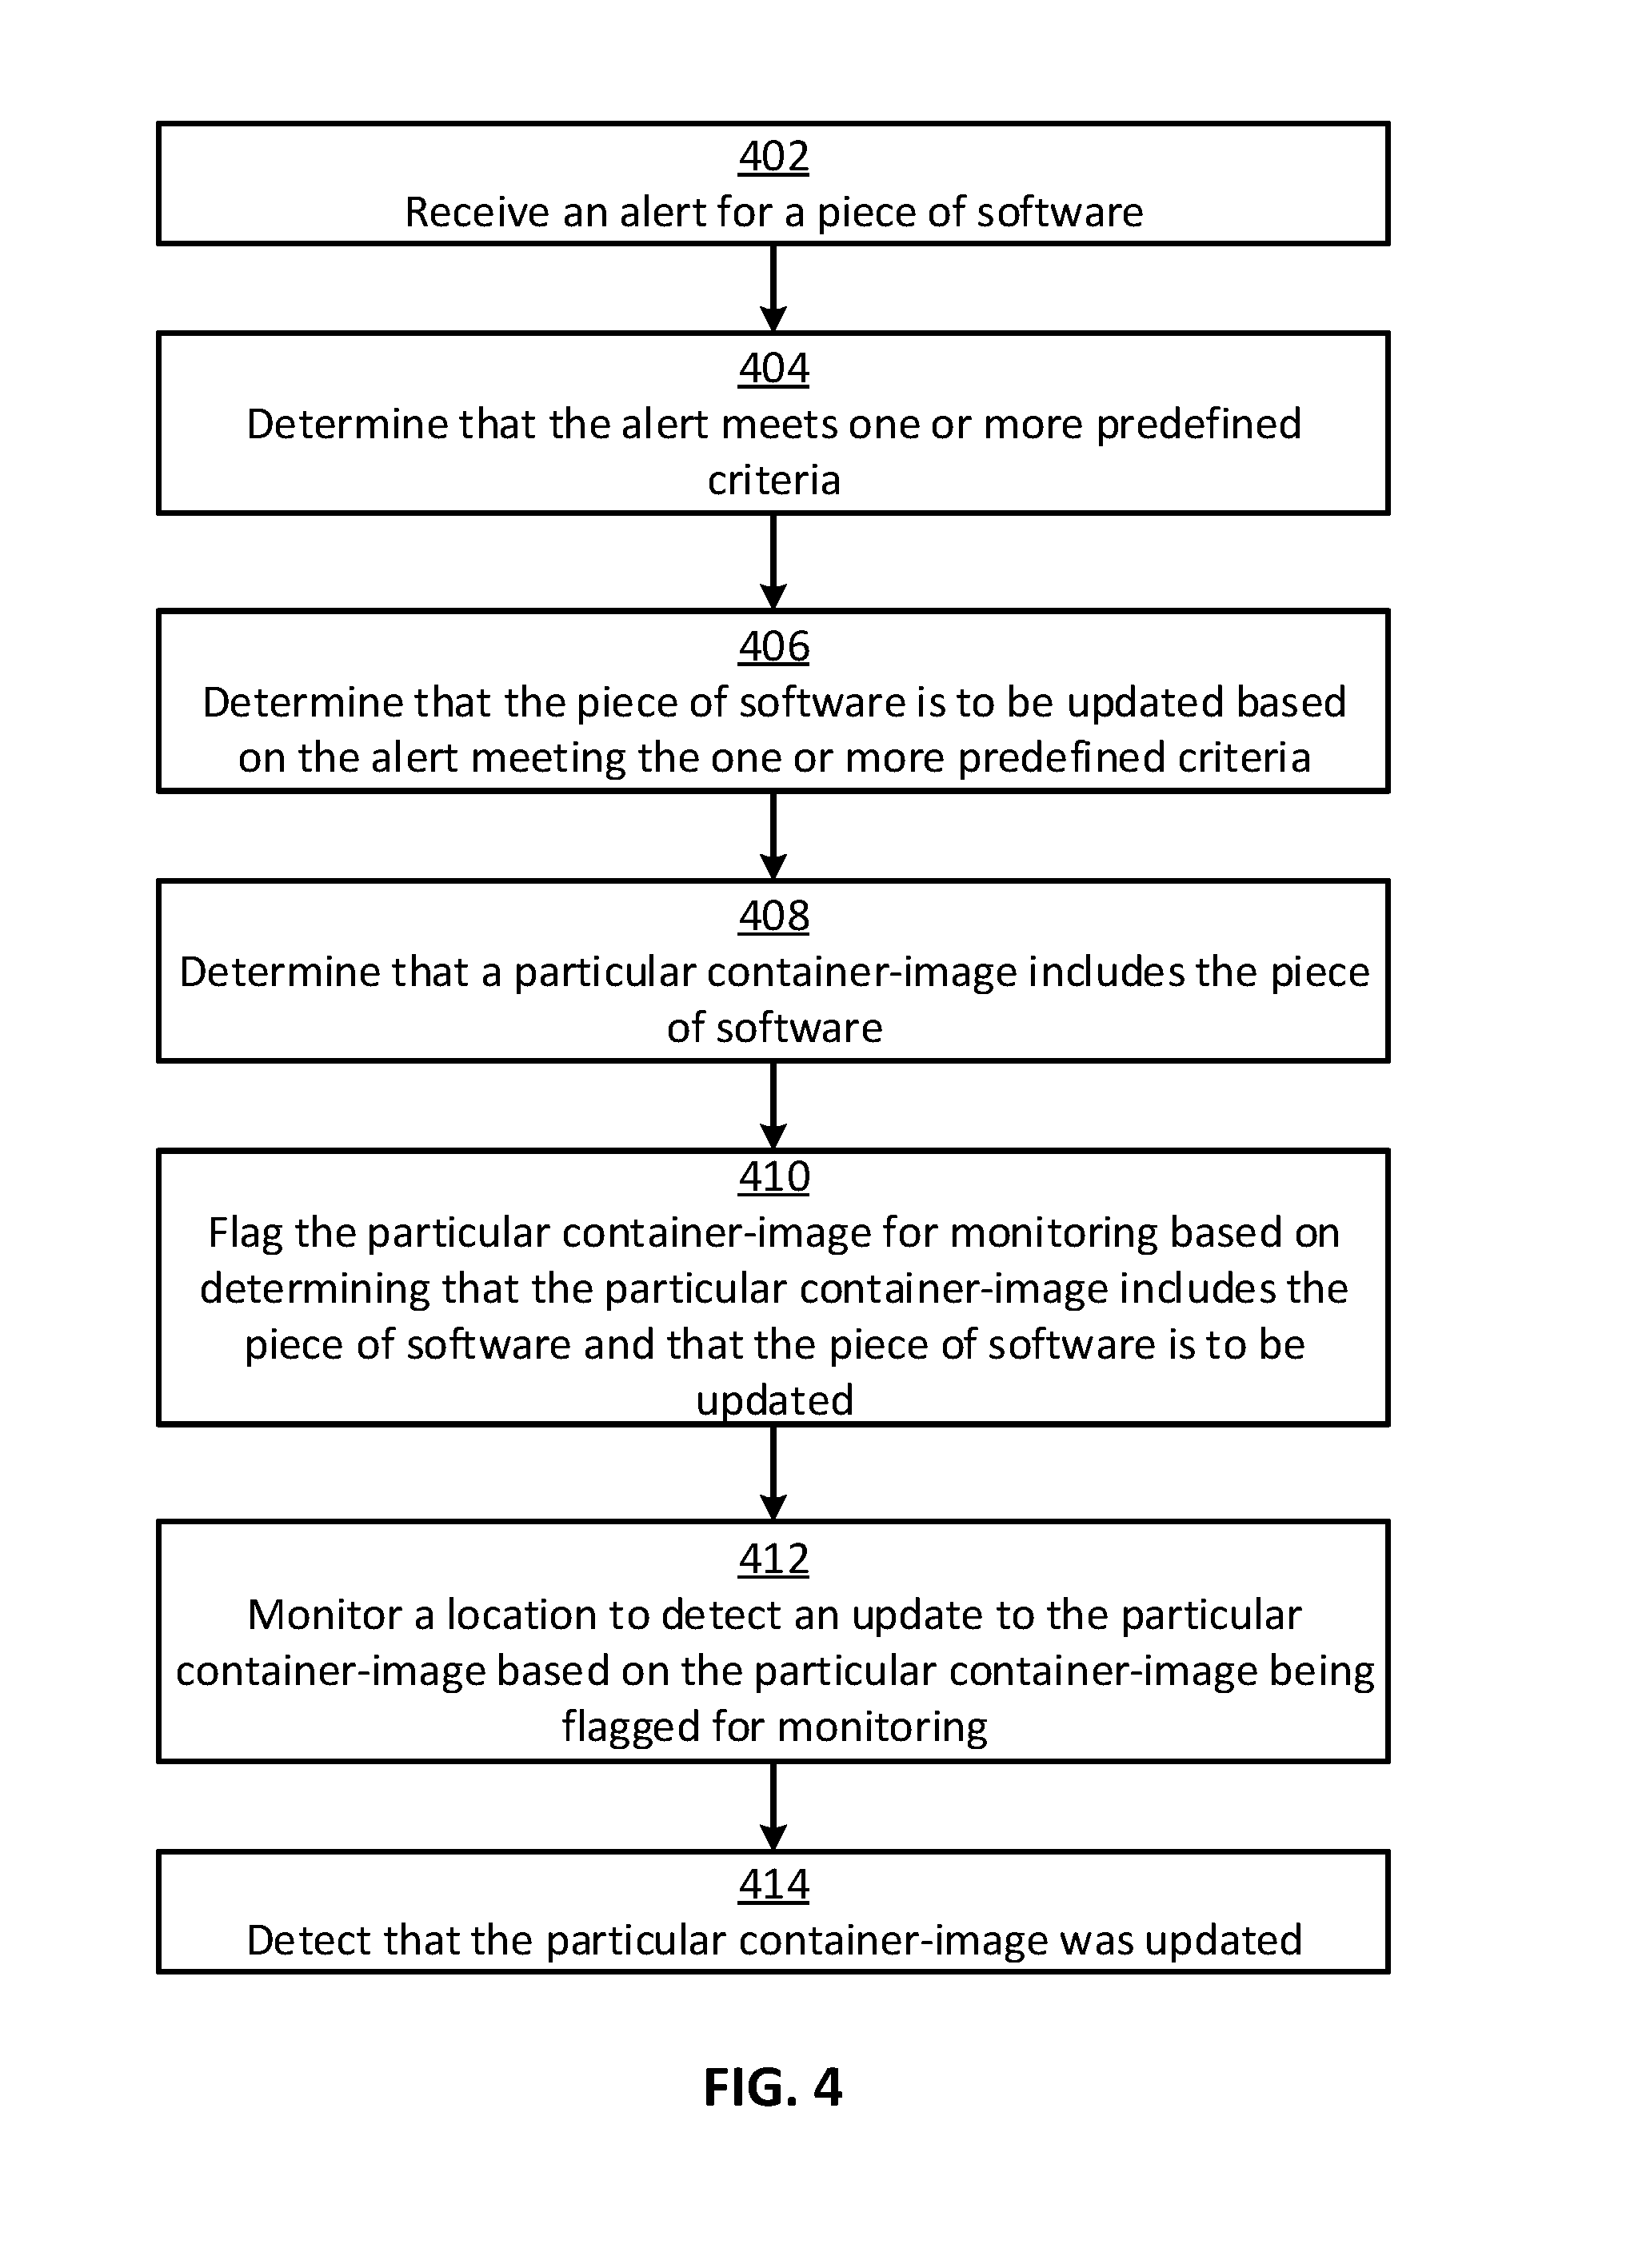 402
Receive an alert for a piece of software
404
Determine that the alert meets one or more predefined
criteria
406
Determine that the piece of software is to be updated based
on the alert meeting the one or more predefined criteria
408
Determine that a particular container-image includes the piece
of software
410
Flag the particular container-image for monitoring based on
determining that the particular container-image includes the
piece of software and that the piece of software is to be
updated
412
Monitor a location to detect an update to the particular
container-image based on the particular container-image being
flagged for monitoring
414
Detect that the particular container-image was updated
FIG. 4